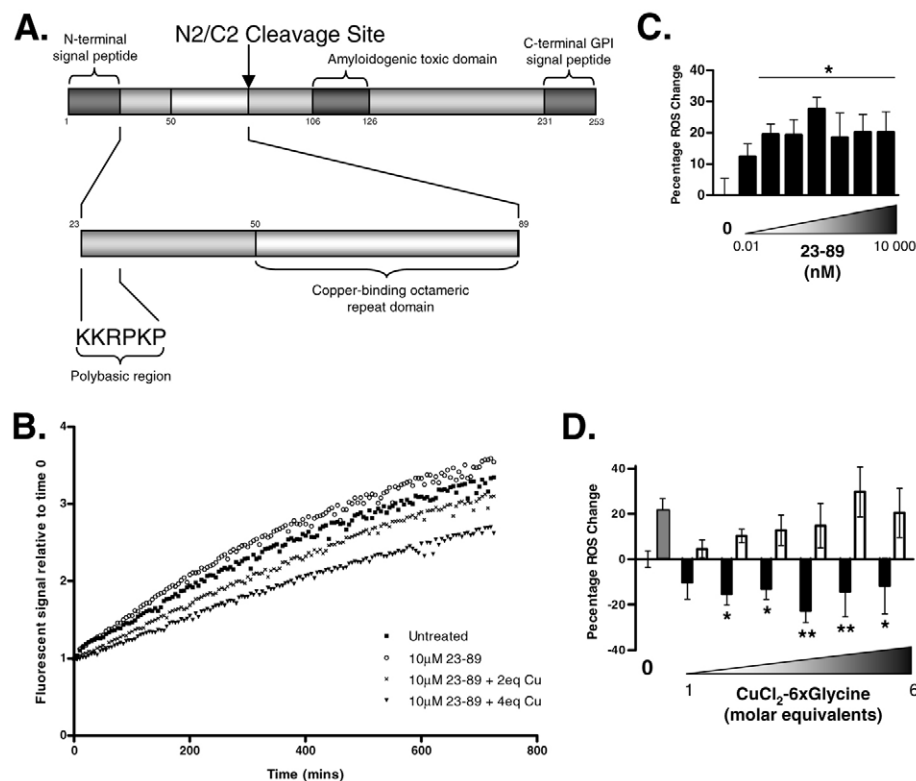 A.
N2/C2 Cleavage Site
N-terminal
signal peptide
Amyloidogenic toxic domain
C-terminal GPI
signal peptide
1
50
106
126
231
253
23
50
89
Copper-binding octameric
repeat domain
KKRPKP
Polybasic region
B.
Fluorescent signal relative to time 0
4
3
2
1
0
0
200
400
600
800
Time (mins)
Untreated
10μM 23-89
10μM 23-89 + 2eq Cu
10μM 23-89 + 4eq Cu
C.
Pecentage ROS Change
40
30
20
10
0
*
0
0.01
10 000
23-89
(nM)
D.
Pecentage ROS Change
40
20
0
-20
-40
*
*
**
**
*
0
1
6
CuCl₂-6xGlycine
(molar equivalents)